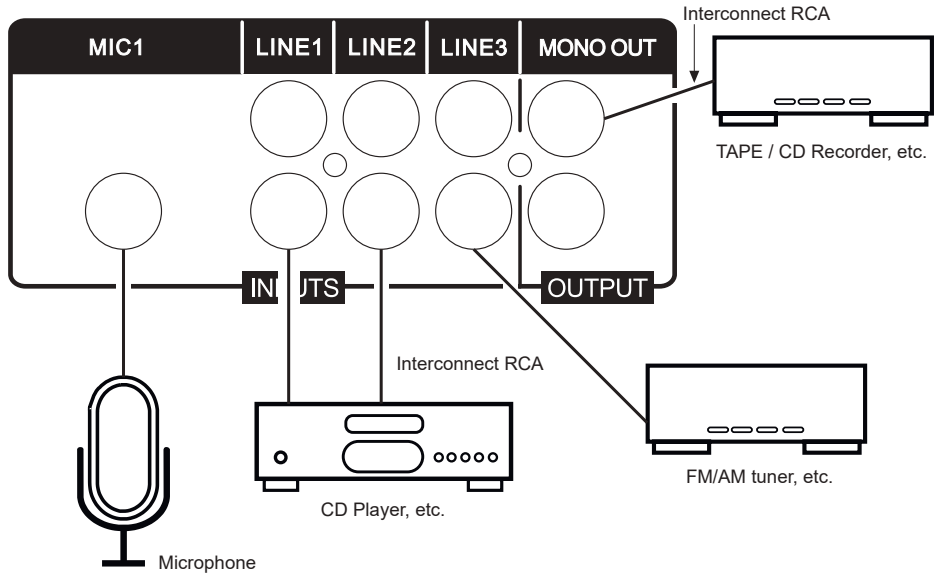 Interconnect RCA
MIC1 LINE1 LINE2 LINE3 MONO OUT
TAPE / CD Recorder, etc.
OUTPUT
Interconnect RCA
FM/AM tuner, etc.
CD Player, etc.
Microphone